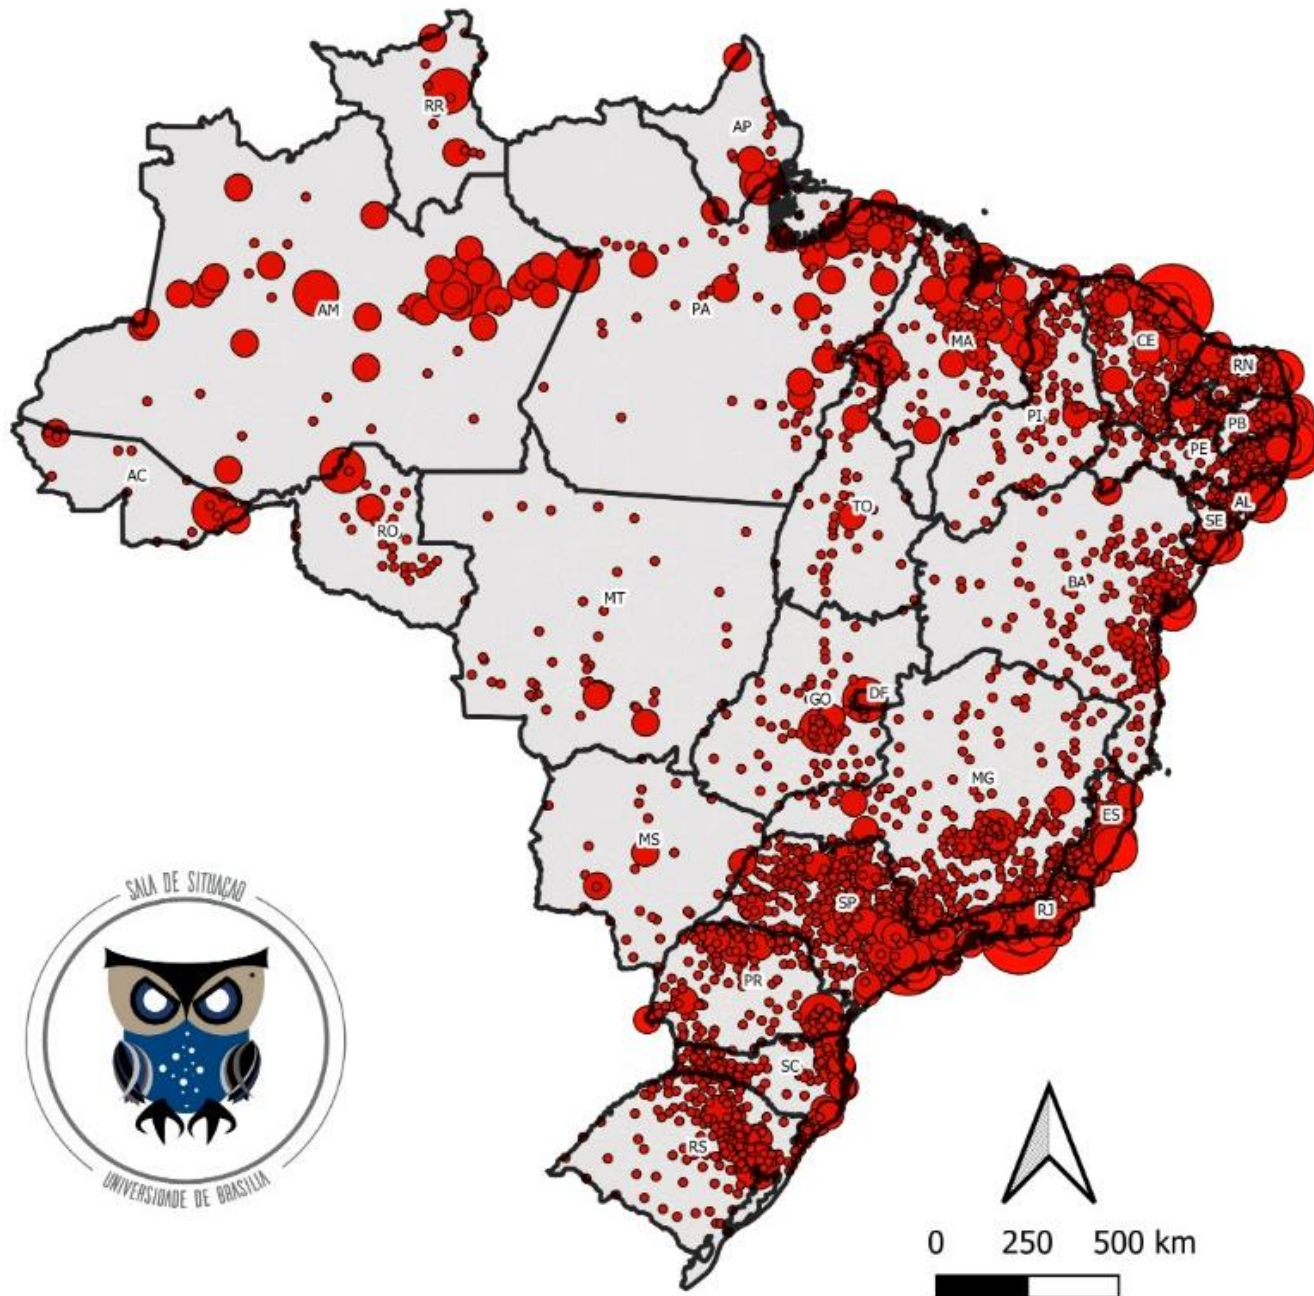 RR
AP
AM
PA
MA
CE
RN
PB
PI
PE
AL
SE
AC
TO
RO
BA
MT
GO
DF
MG
ES
MS
SP
RJ
PR
SC
RS
SALA DE SITUAÇÃO
UNIVERSIDADE DE BRASÍLIA
0 250 500 km